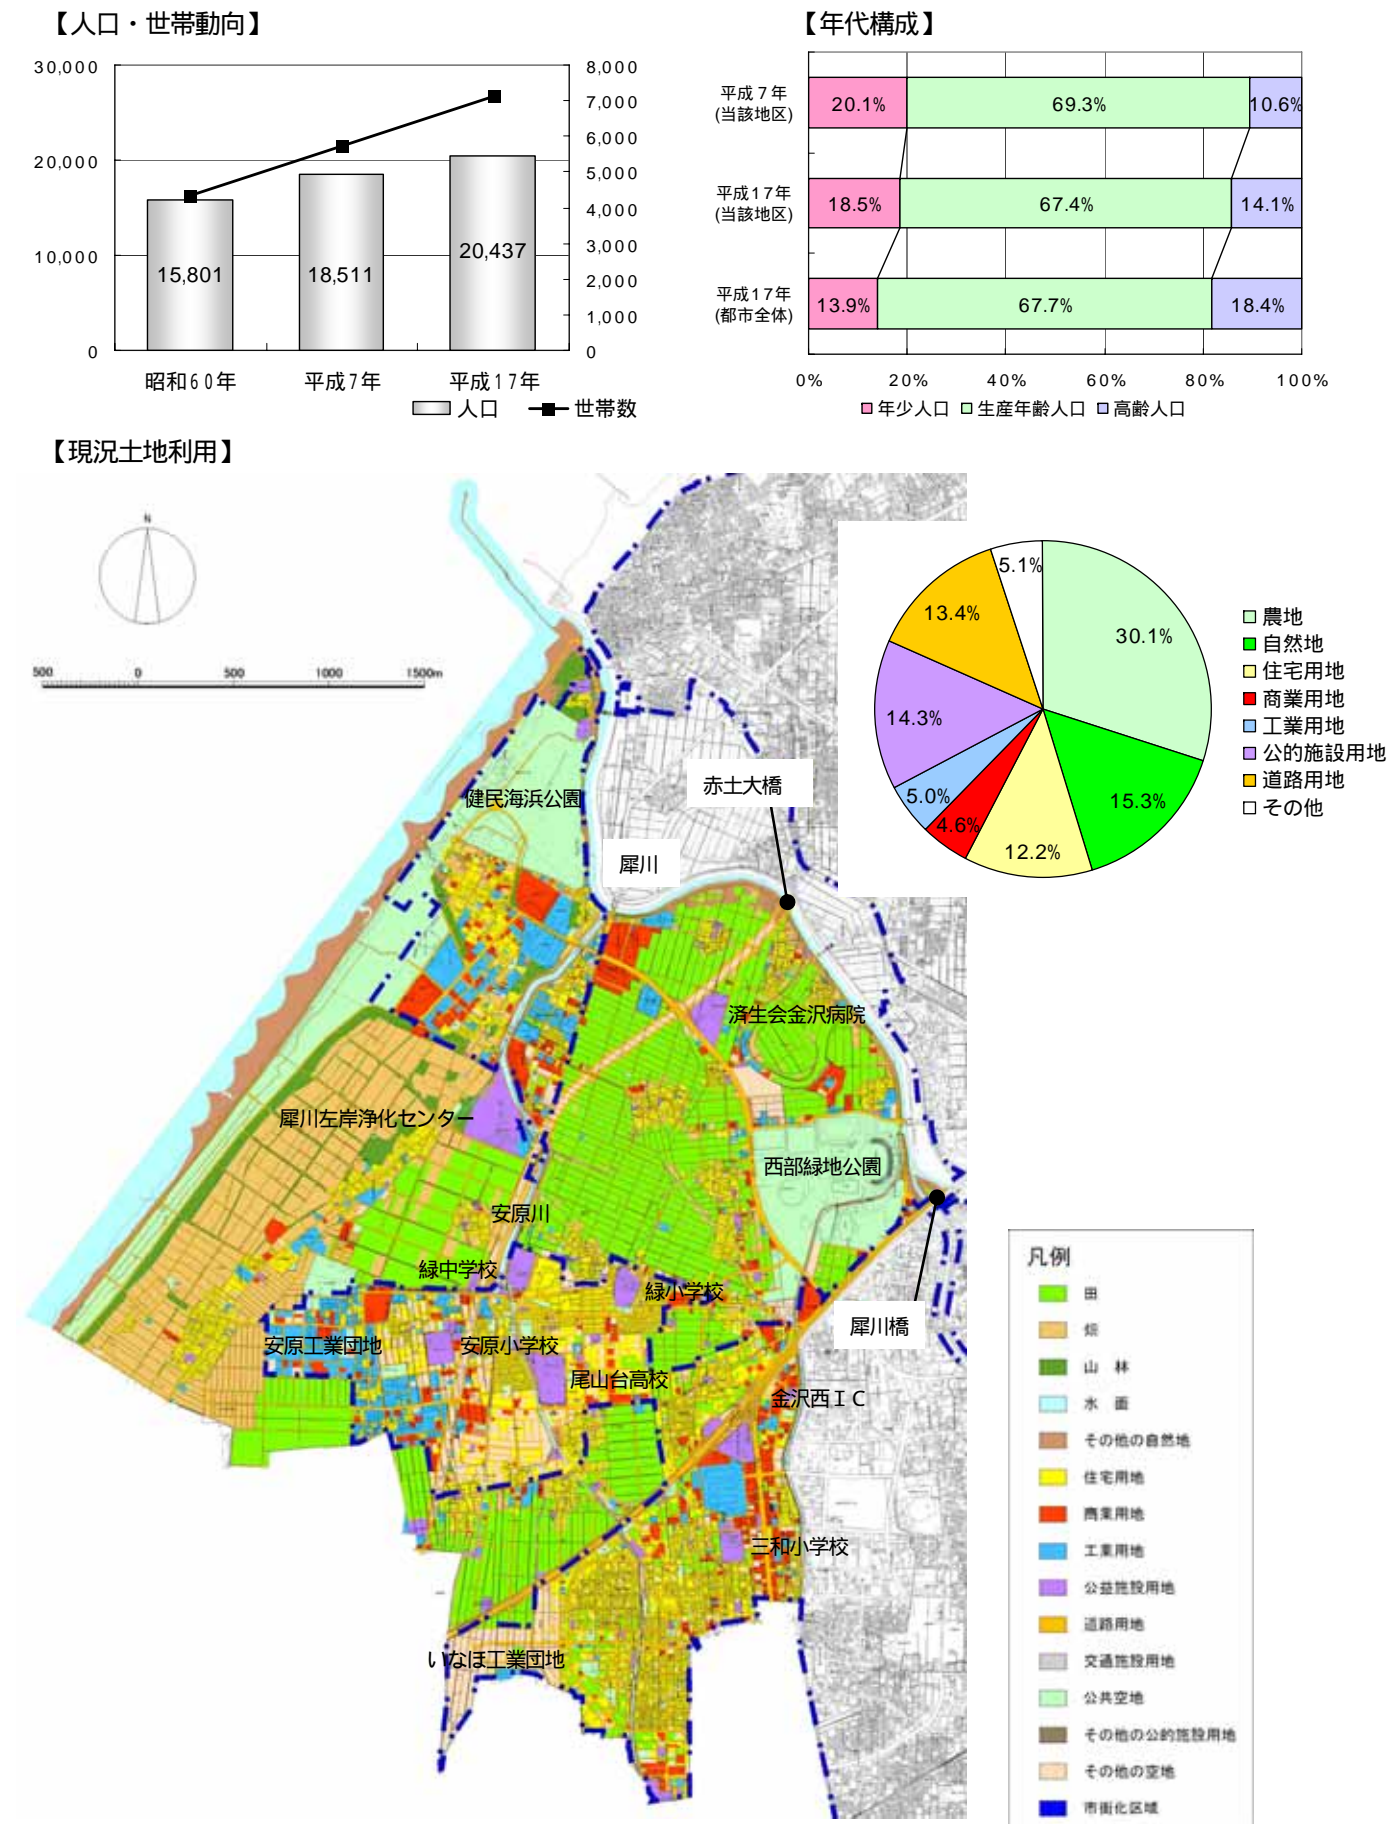 【人口・世帯動向】
30,000
20,000
10,000
0
8,000
7,000
6,000
5,000
4,000
3,000
2,000
1,000
0
15,801
18,511
20,437
昭和60年
平成7年
平成17年
人口
世帯数
【年代構成】
平成7年
(当該地区)
20.1%
69.3%
10.6%
平成17年
(当該地区)
18.5%
67.4%
14.1%
平成17年
(都市全体)
13.9%
67.7%
18.4%
0%
20%
40%
60%
80%
100%
年少人口
生産年齢人口
高齢人口
【現況土地利用】
N
500
0
500
1000
1500m
5.1%
30.1%
13.4%
14.3%
15.3%
5.0%
4.6%
12.2%
農地
自然地
住宅用地
商業用地
工業用地
公的施設用地
道路用地
その他
赤土大橋
健民海浜公園
犀川
済生会金沢病院
犀川左岸浄化センター
西部緑地公園
安原川
緑中学校
緑小学校
犀川橋
安原工業団地
安原小学校
尾山台高校
金沢西IC
三和小学校
いなほ工業団地
凡例
田
畑
山 林
水 面
その他の自然地
住宅用地
商業用地
工業用地
公益施設用地
道路用地
交通施設用地
公共空地
その他の公的施設用地
その他の空地
市街化区域